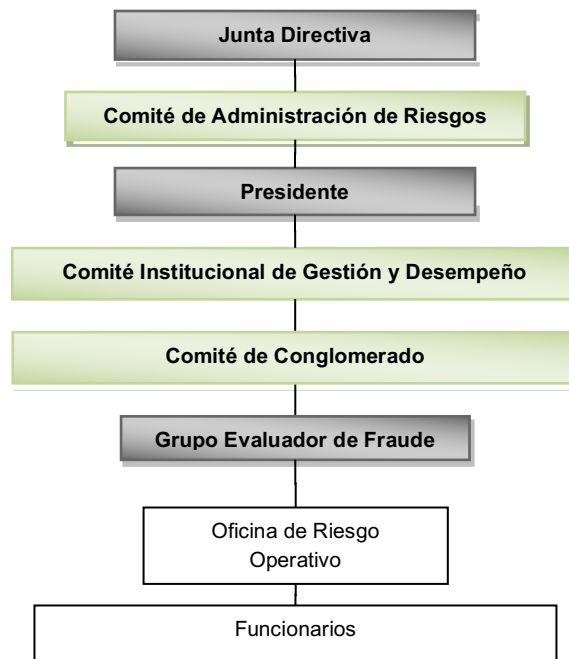 Junta Directiva
Comité de Administración de Riesgos
Presidente
Comité Institucional de Gestión y Desempeño
Comité de Conglomerado
Grupo Evaluador de Fraude
Oficina de Riesgo
Operativo
Funcionarios